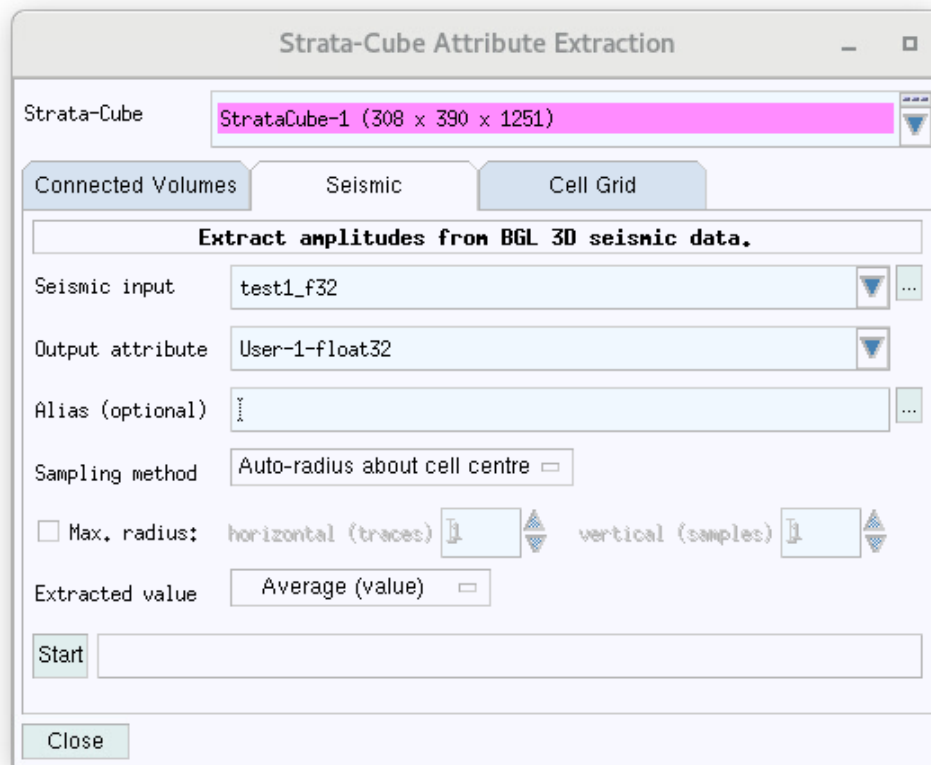 Strata-Cube Attribute Extraction
Strata-Cube StrataCube-1 (308 x 390 x 1251)
Connected Volumes Seismic Cell Grid
Extract amplitudes from BGL 3D seismic data.
Seismic input test1_f32 ...
Output attribute User-1-float32
Alias (optional) ...
Sampling method Auto-radius about cell centre
Max. radius: horizontal (traces) 1 vertical (samples) 1
Extracted value Average (value)
Start
Close